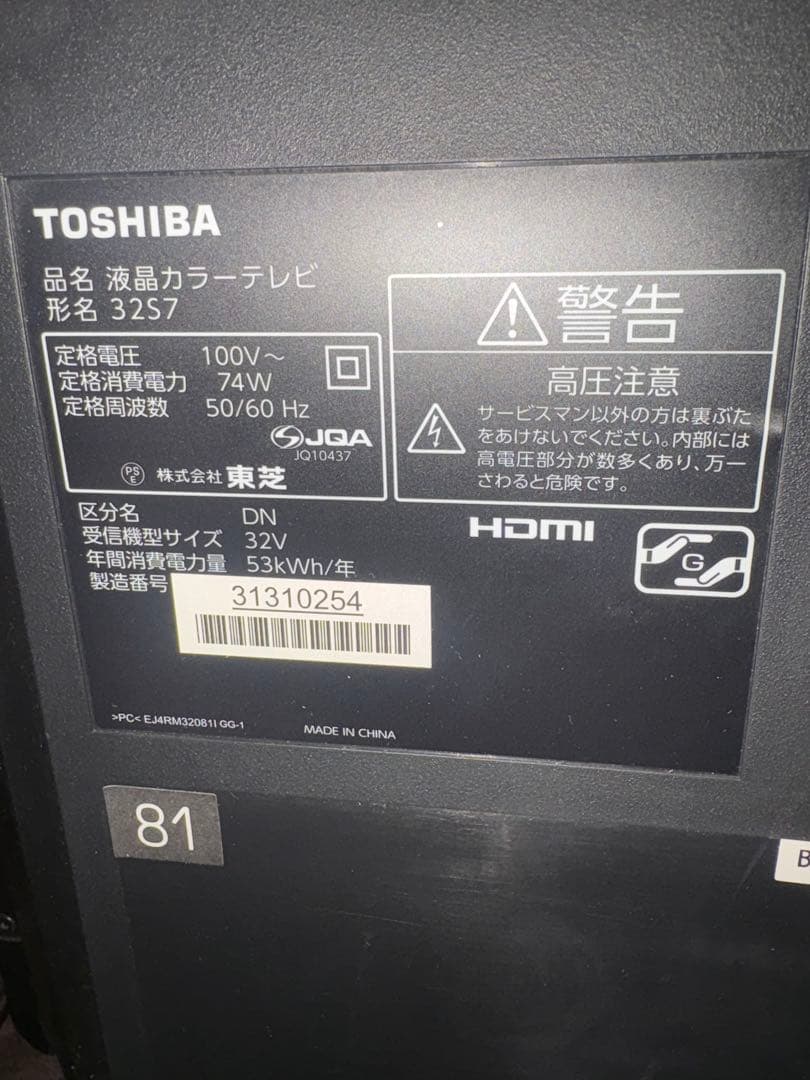 TOSHIBA
品名 液晶カラーテレビ
形名 32S7
定格電圧 100V～
定格消費電力 74W
定格周波数 50/60 Hz
JQA
JQ10437
PS
E
株式会社 東芝
警告
高圧注意
サービスマン以外の方は裏ぶた
をあけないでください。内部には
高電圧部分が数多くあり、万一
さわると危険です。
区分名 DN
受信機型サイズ 32V
年間消費電力量 53kWh/年
製造番号
31310254
HDMI
G
>PC< EJ4RM32081I GG-1
MADE IN CHINA
81
B